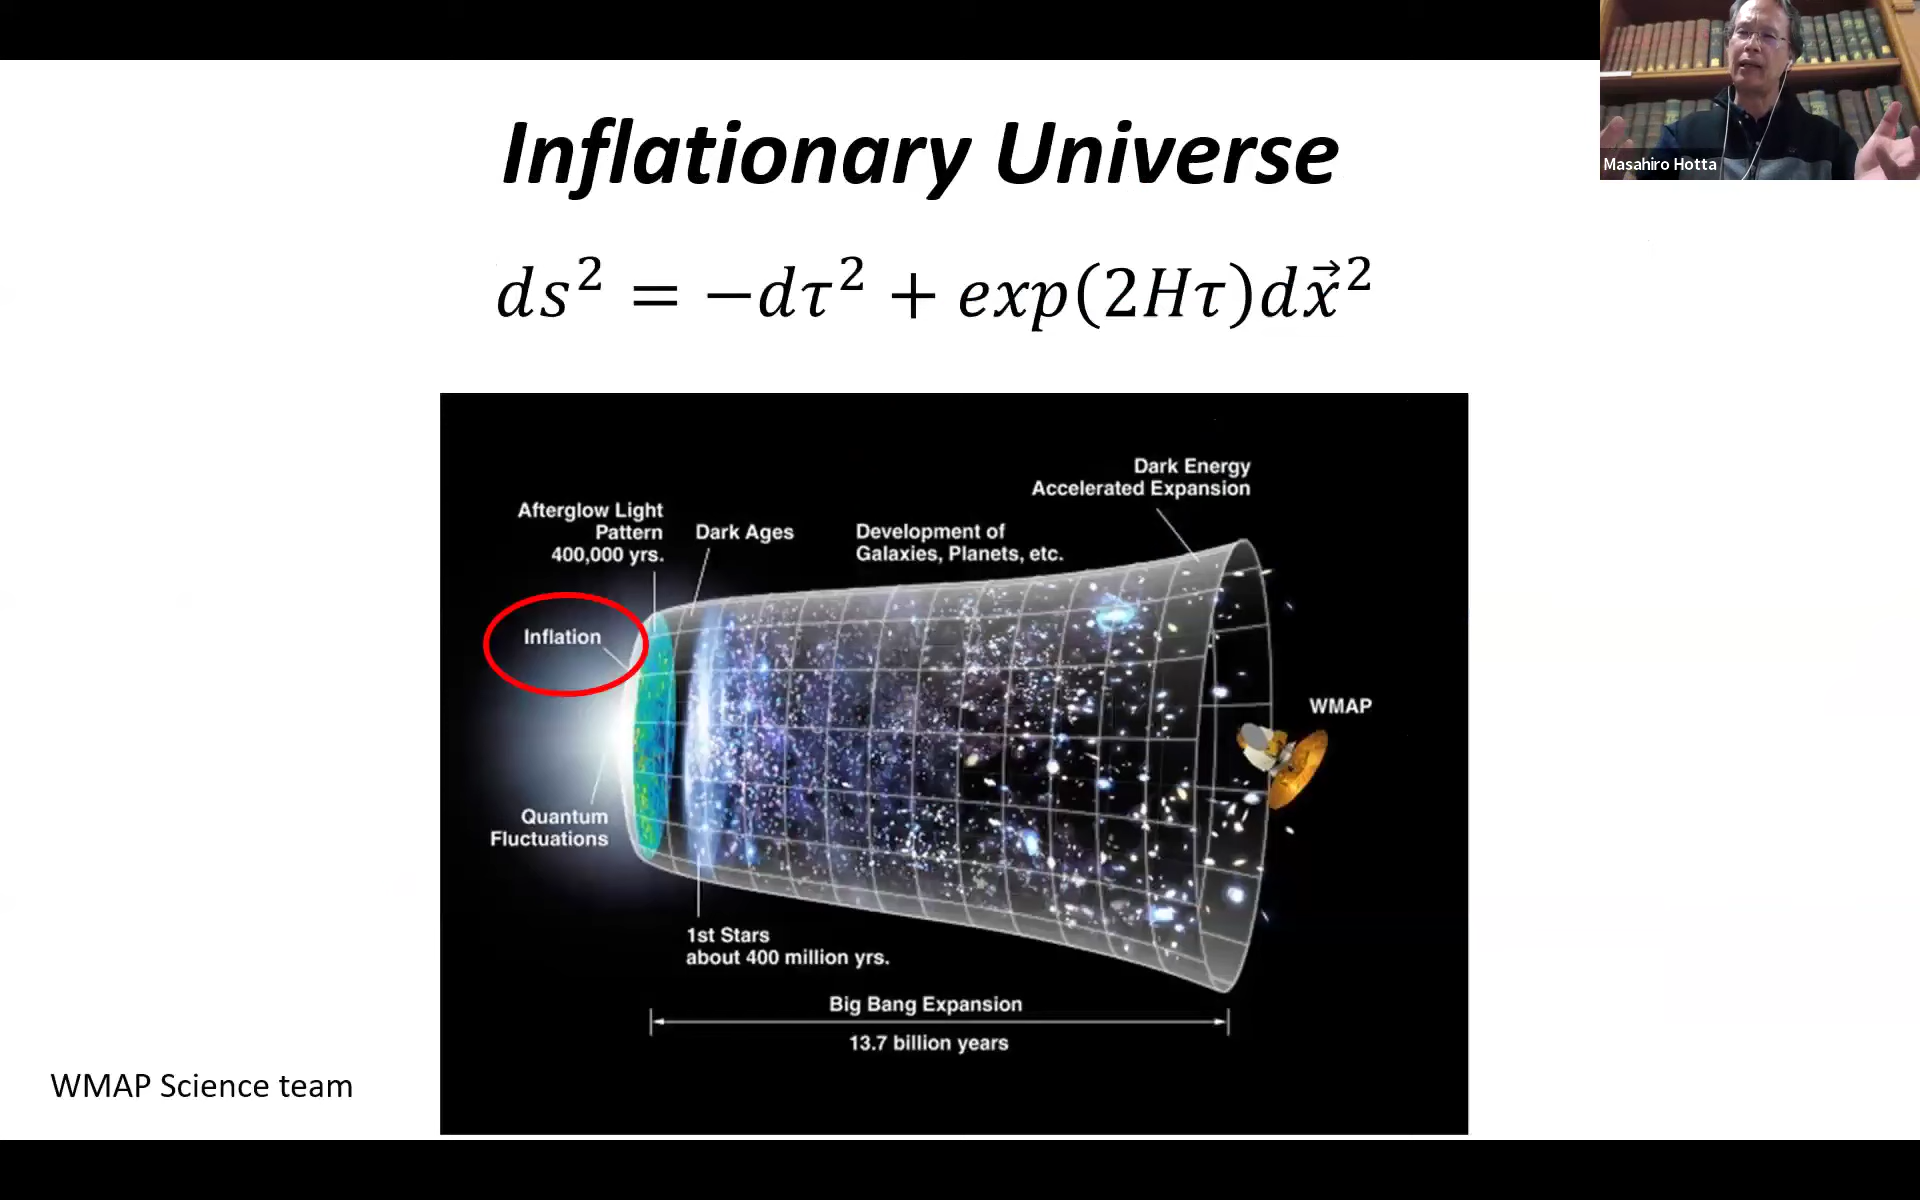 Masahiro Hotta
Inflationary Universe
ds² = −dτ² + exp(2Hτ)dx⃗²
Dark Energy
Accelerated Expansion
Afterglow Light
Pattern
400,000 yrs.
Dark Ages
Development of
Galaxies, Planets, etc.
Inflation
WMAP
Quantum
Fluctuations
1st Stars
about 400 million yrs.
Big Bang Expansion
13.7 billion years
WMAP Science team